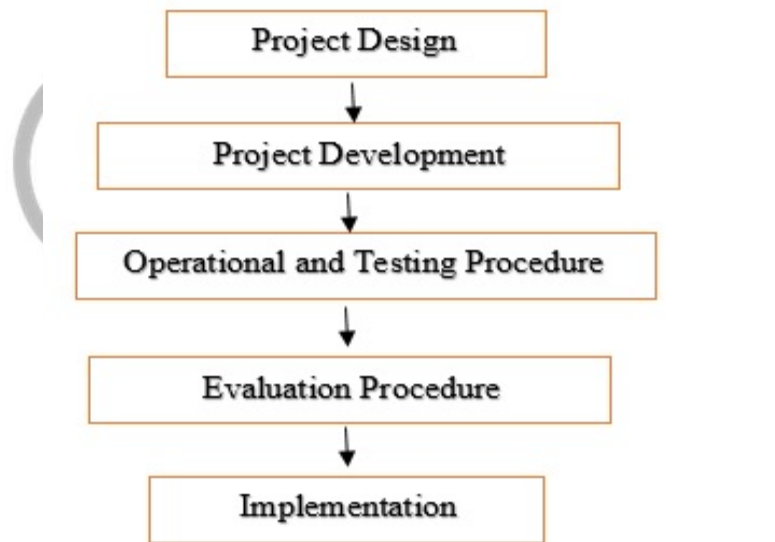 Project Design
Project Development
Operational and Testing Procedure
Evaluation Procedure
Implementation